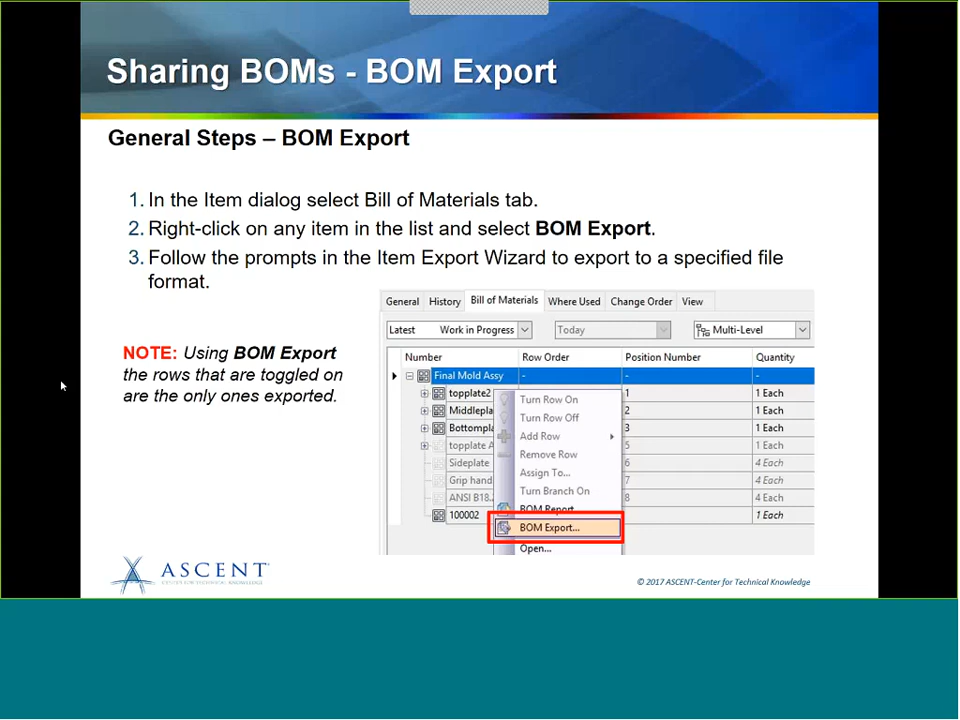 Sharing BOMs - BOM Export
General Steps – BOM Export
1. In the Item dialog select Bill of Materials tab.
2. Right-click on any item in the list and select BOM Export.
3. Follow the prompts in the Item Export Wizard to export to a specified file
format.
NOTE: Using BOM Export
the rows that are toggled on
are the only ones exported.
General History Bill of Materials Where Used Change Order View
Latest Work in Progress Today Multi-Level
Number Row Order Position Number Quantity
Final Mold Assy - - -
topplate2 1 1 Each
Middlepla 2 1 Each
Bottompla 3 1 Each
topplate A 5 1 Each
Sideplate 6 4 Each
Grip hand 7 4 Each
ANSI B18. 8 4 Each
100002 1 Each
Turn Row On
Turn Row Off
Add Row
Remove Row
Assign To...
Turn Branch On
BOM Report
BOM Export...
Open...
ASCENT
CENTER FOR TECHNICAL KNOWLEDGE
© 2017 ASCENT-Center for Technical Knowledge